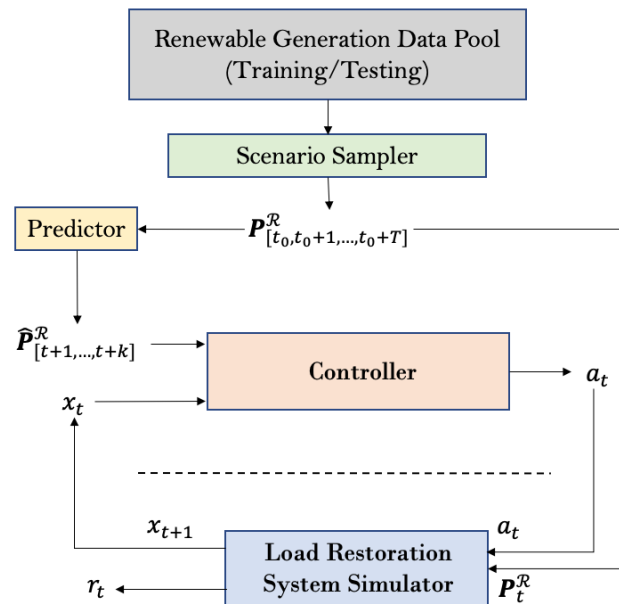 Renewable Generation Data Pool
(Training/Testing)
Scenario Sampler
Predictor
𝑷^ℛ_[𝑡₀,𝑡₀+1,…,𝑡₀+𝑇]
𝑷̂^ℛ_[𝑡+1,…,𝑡+𝑘]
Controller
𝑎_𝑡
𝑥_𝑡
𝑥_{𝑡+1}
𝑎_𝑡
Load Restoration
System Simulator
𝑟_𝑡
𝑷^ℛ_𝑡